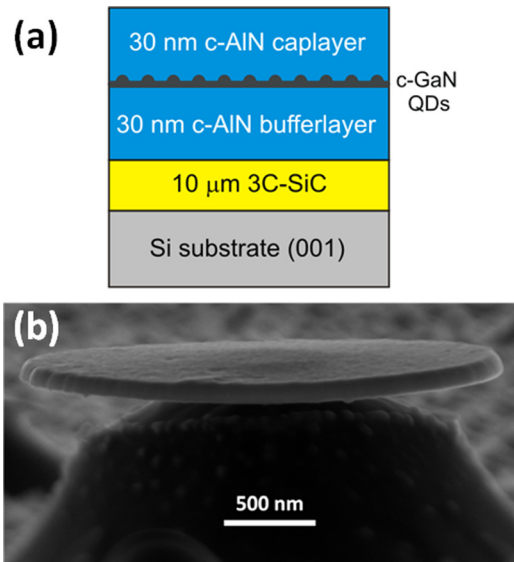 (a)
30 nm c-AlN caplayer
c-GaN
QDs
30 nm c-AlN bufferlayer
10 μm 3C-SiC
Si substrate (001)
(b)
500 nm